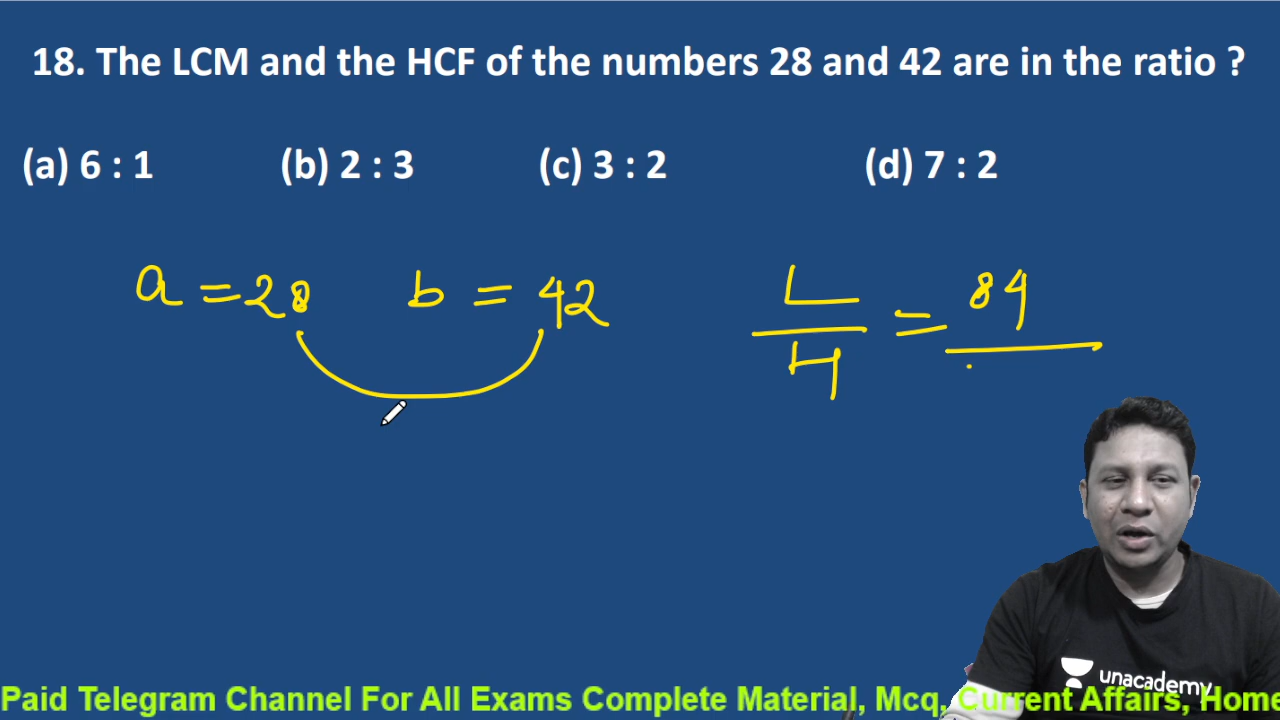 18. The LCM and the HCF of the numbers 28 and 42 are in the ratio ?
(a) 6 : 1 (b) 2 : 3 (c) 3 : 2 (d) 7 : 2
a = 28 b = 42 L/H = 84
unacademy
Paid Telegram Channel For All Exams Complete Material, Mcq, Current Affairs, Home